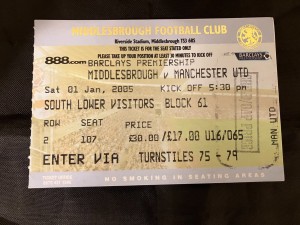 MIDDLESBROUGH FOOTBALL CLUB
Riverside Stadium, Middlesbrough TS3 6RS
THIS TICKET IS FOR THE SEAT STATED ONLY
PLEASE TAKE UP YOUR SEAT AT LEAST 30 MINUTES TO KICK OFF
888.com BARCLAYS PREMIERSHIP BARCLAYS
MIDDLESBROUGH V MANCHESTER UTD
Sat 01 Jan, 2005 KICK OFF 5:30 pm
SOUTH LOWER VISITORS - BLOCK 61
ROW SEAT PRICE
2 107 £30.00/£17.00 U16/O65
ENTER VIA TURNSTILES 75 - 79
MAN UTD
NO SMOKING IN SEATING AREAS